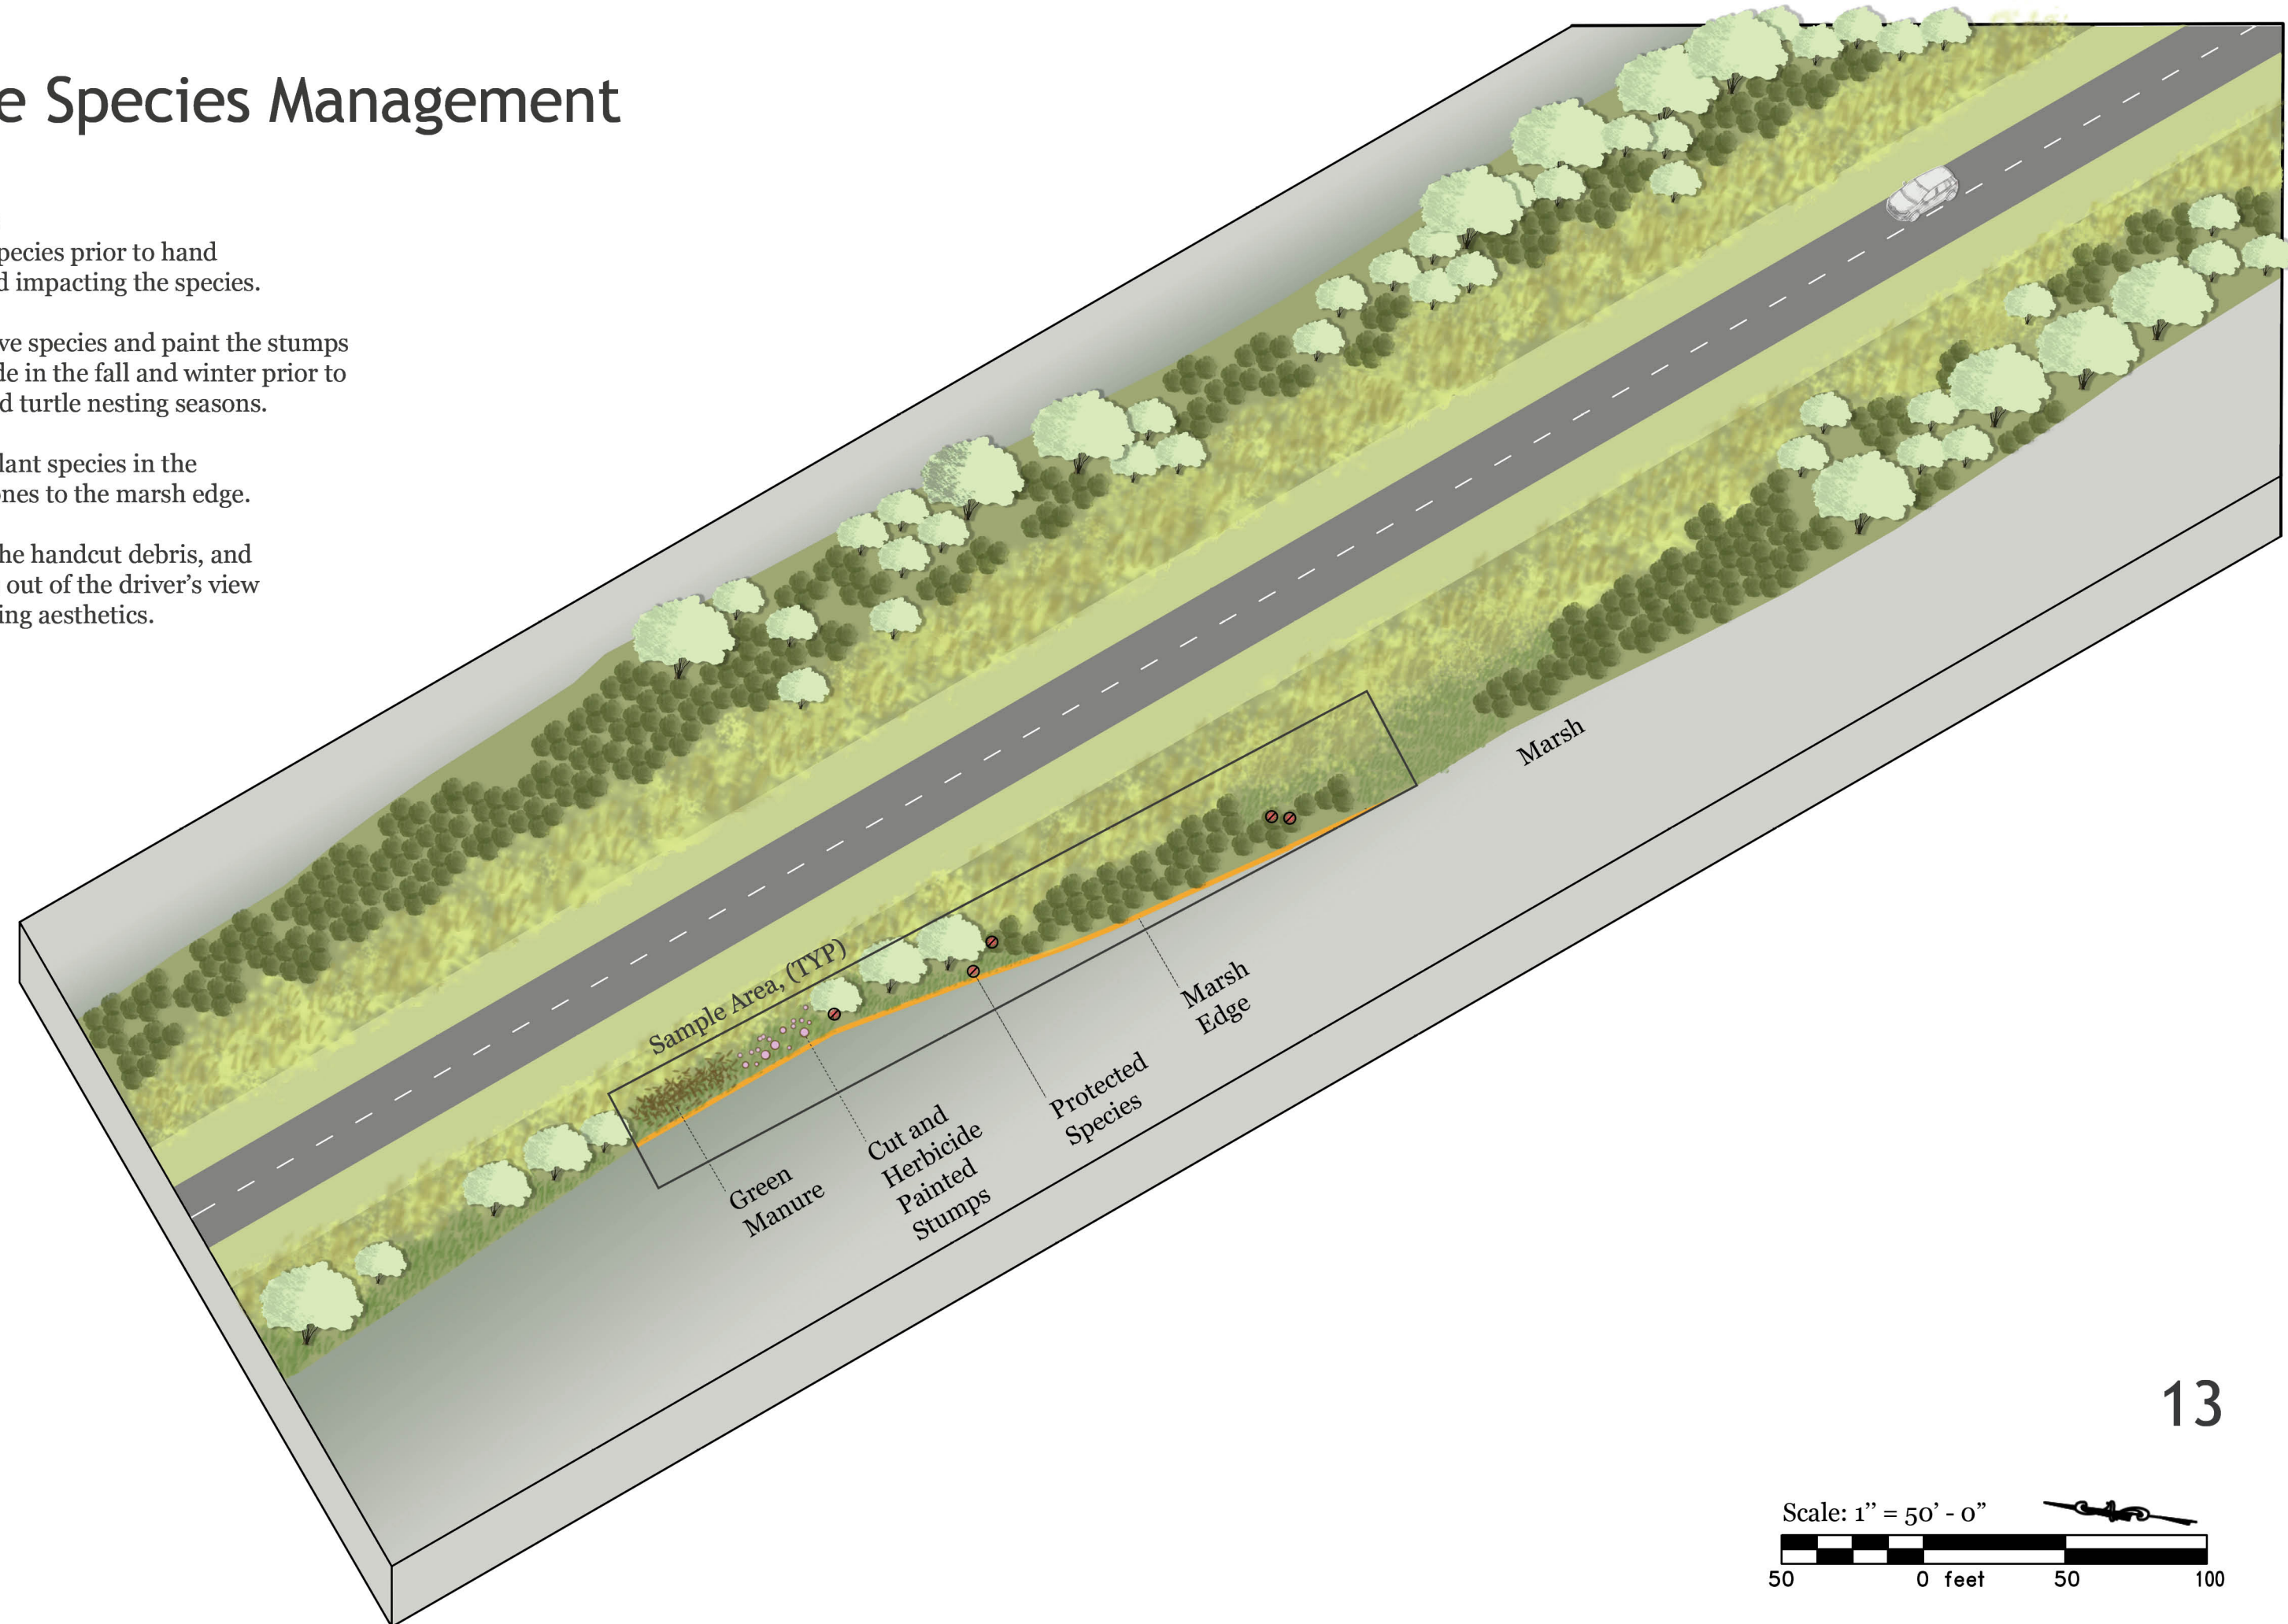 e Species Management
pecies prior to hand
d impacting the species.
ve species and paint the stumps
de in the fall and winter prior to
d turtle nesting seasons.
lant species in the
ones to the marsh edge.
he handcut debris, and
out of the driver’s view
ing aesthetics.
Marsh
Sample Area, (TYP)
Marsh
Edge
Protected
Species
Cut and
Herbicide
Painted
Stumps
Green
Manure
13
Scale: 1’’ = 50’ - 0”
50 0 feet 50 100